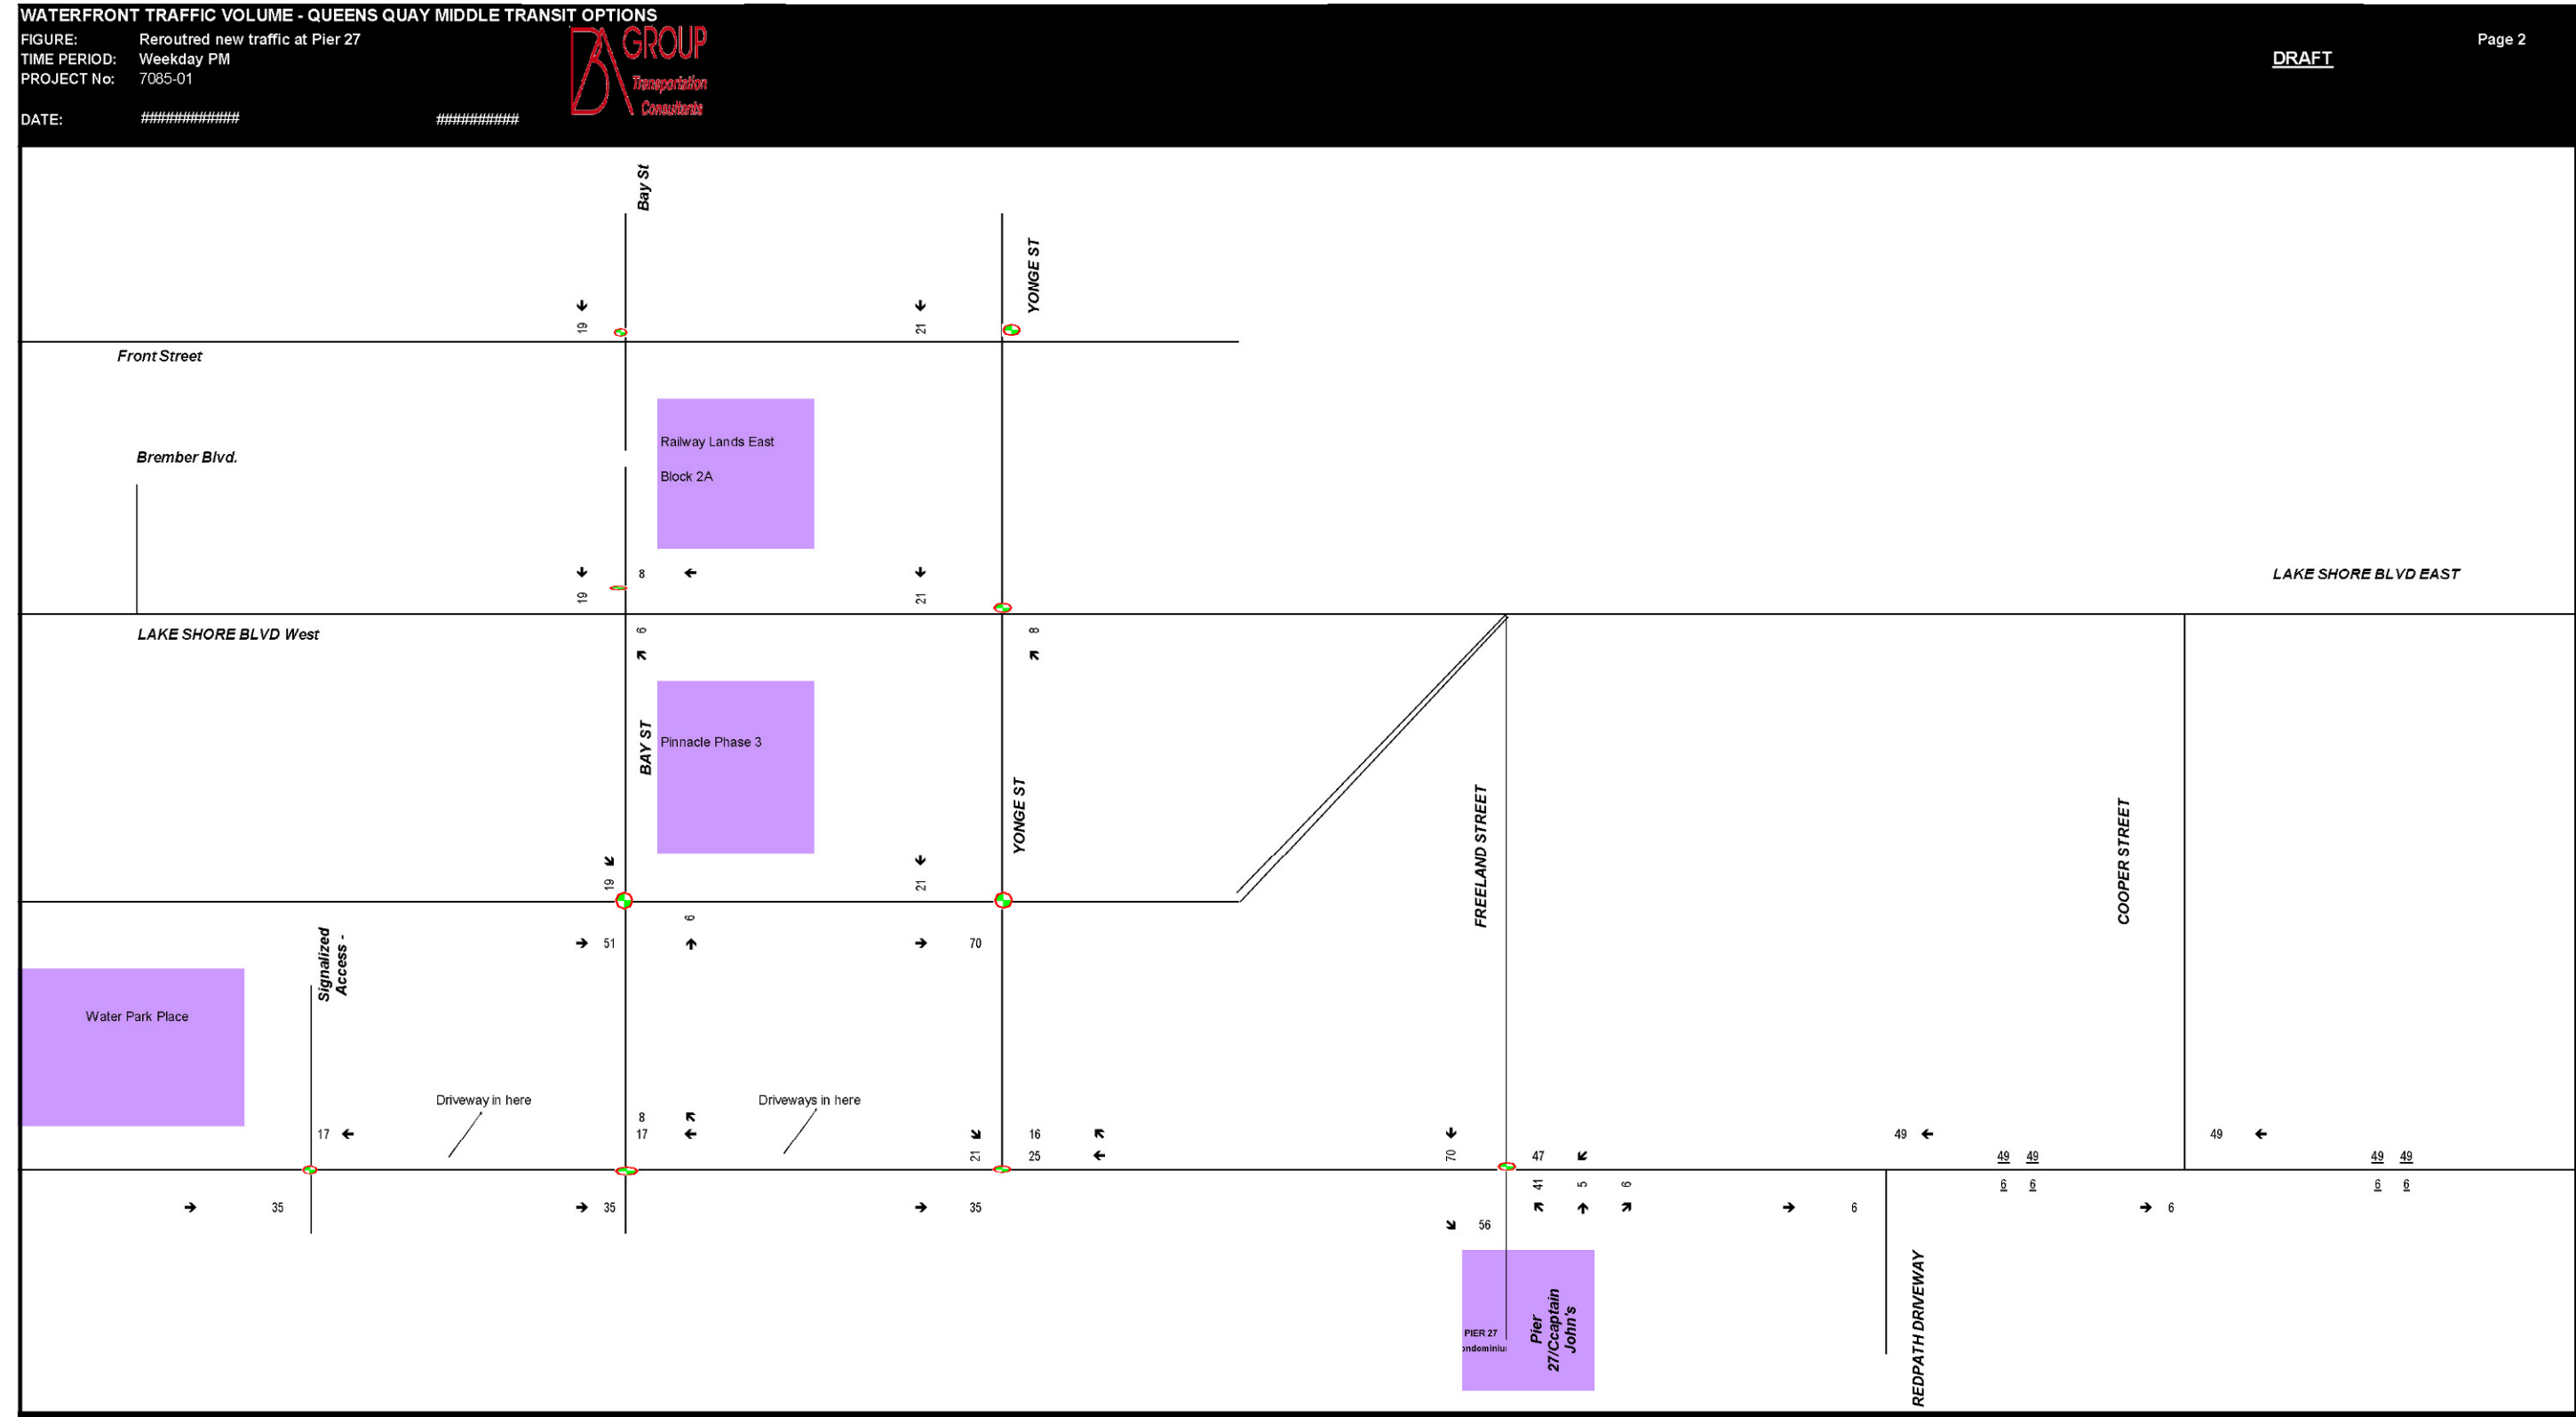 WATERFRONT TRAFFIC VOLUME - QUEENS QUAY MIDDLE TRANSIT OPTIONS
FIGURE: Reroutred new traffic at Pier 27
TIME PERIOD: Weekday PM
PROJECT No: 7085-01
DATE: ############ ##########
BA GROUP
Transportation
Consultants
DRAFT
Page 2
Bay St
YONGE ST
19 21
Front Street
Railway Lands East
Block 2A
Brember Blvd.
19 8 21
LAKE SHORE BLVD EAST
LAKE SHORE BLVD West
6 8
BAY ST
Pinnacle Phase 3
YONGE ST
FREELAND STREET
COOPER STREET
19 21
6
51 70
Signalized
Access -
Water Park Place
Driveway in here
Driveways in here
8
17 17 16 49 49
21 25 70 47 49 49 49 49
41 5 6 6 6 6 6
35 35 35 6 6
56
PIER 27
ondominiu
Pier
27/Ccaptain
John's
REDPATH DRIVEWAY